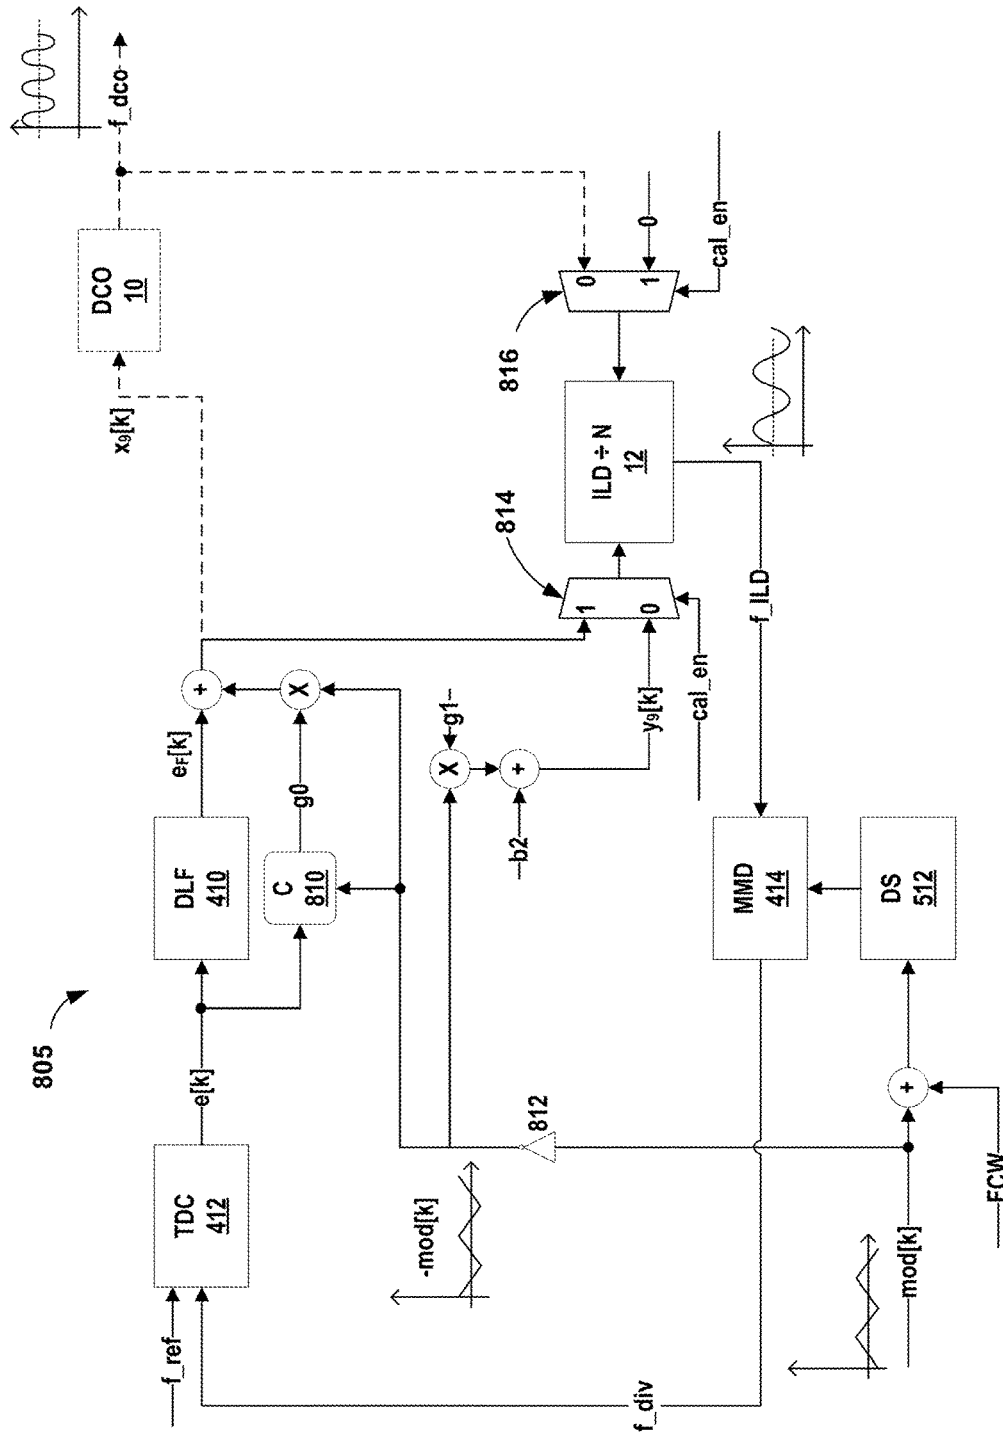 805
f_ref
TDC
412
e[k]
DLF
410
e_F[k]
+
x₉[k]
DCO
10
f_dco
C
810
g0
X
-mod[k]
812
X
g1
+
b2
y₉[k]
814
1
0
cal_en
ILD ÷ N
12
816
0
1
0
cal_en
f_ILD
MMD
414
DS
512
f_div
mod[k]
+
FCW